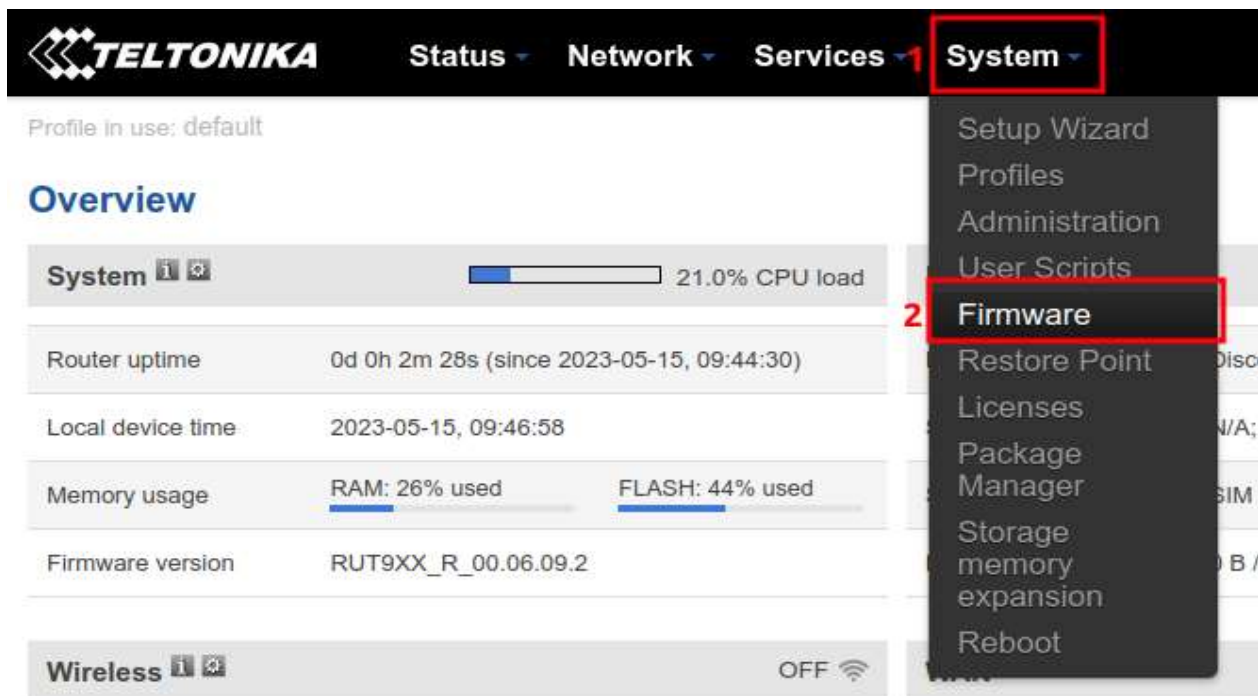 TELTONIKA Status Network Services 1 System
Profile in use: default
Setup Wizard
Profiles
Administration
User Scripts
2 Firmware
Restore Point
Licenses
Package
Manager
Storage
memory
expansion
Reboot
Overview
System 21.0% CPU load
Router uptime 0d 0h 2m 28s (since 2023-05-15, 09:44:30)
Local device time 2023-05-15, 09:46:58
Memory usage RAM: 26% used FLASH: 44% used
Firmware version RUT9XX_R_00.06.09.2
Wireless OFF
N/A;
SIM
B /